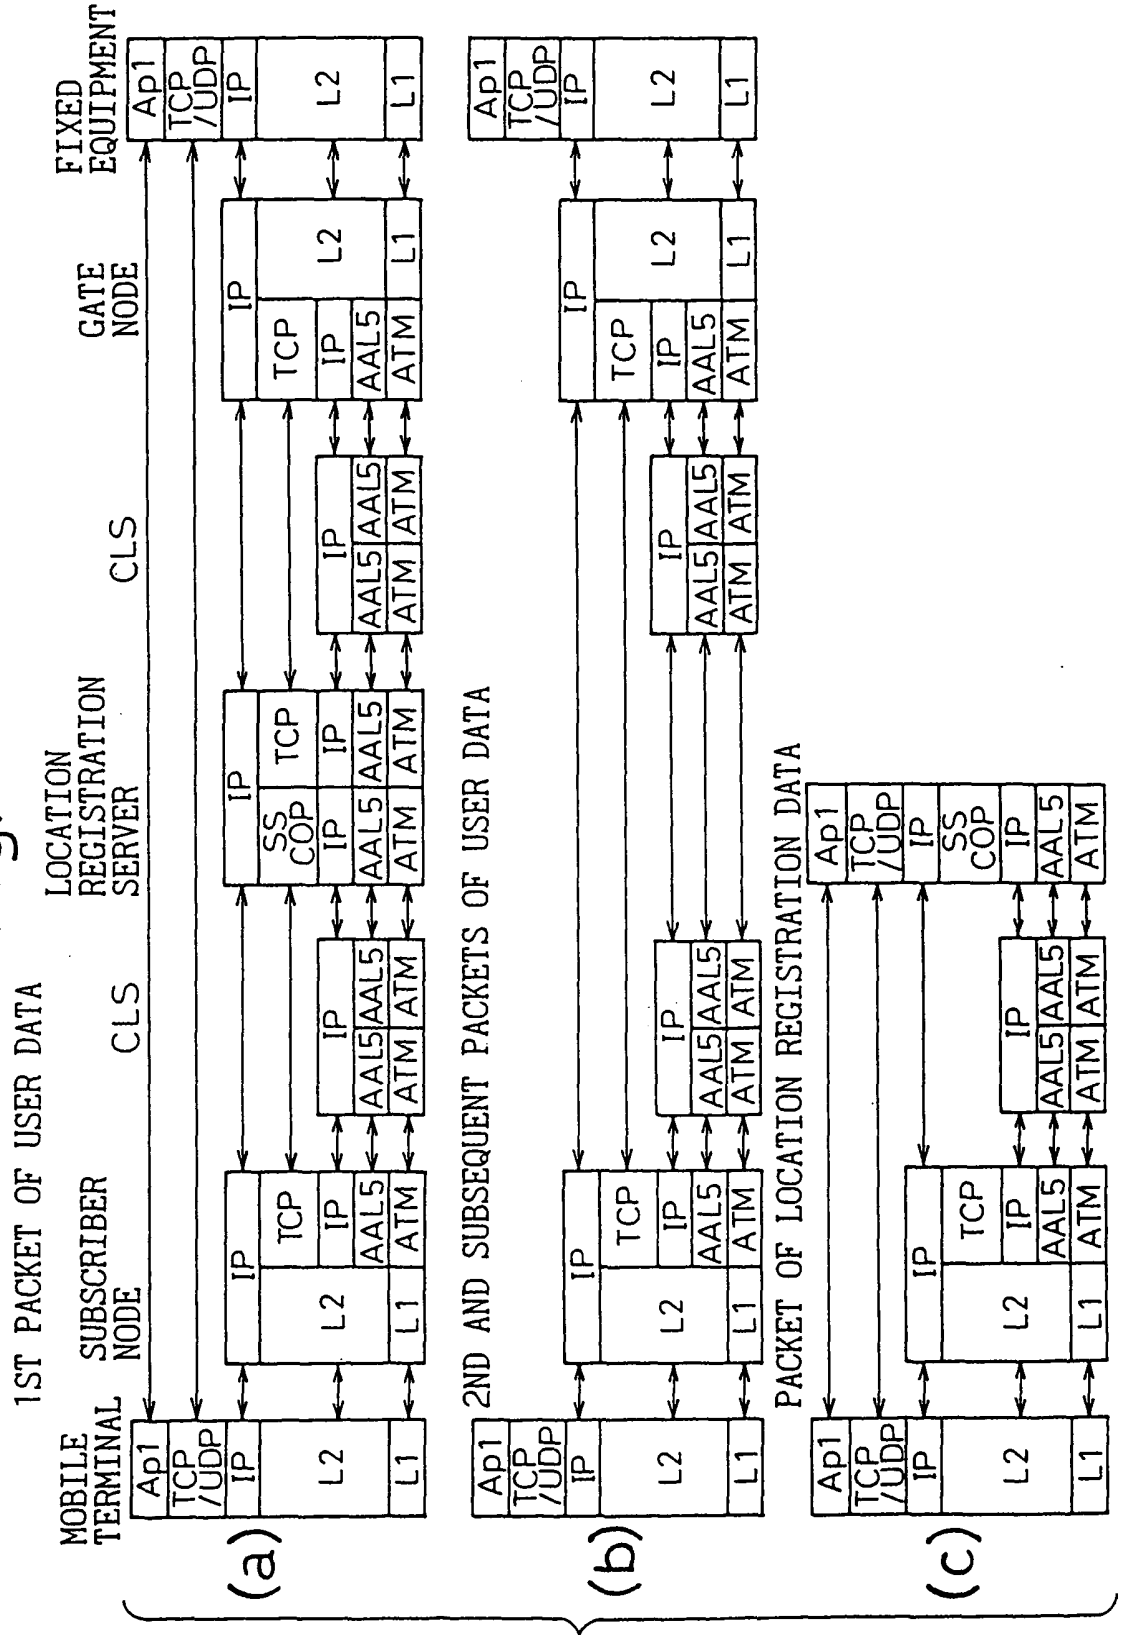 1ST PACKET OF USER DATA
MOBILE
TERMINAL
SUBSCRIBER
NODE
CLS
LOCATION
REGISTRATION
SERVER
CLS
GATE
NODE
FIXED
EQUIPMENT
(a)
Ap1
TCP
/UDP
IP
L2
L1
IP
L2
L1
TCP
IP
AAL5
ATM
IP
AAL5 AAL5
ATM ATM
IP
SS
COP
TCP
IP IP
AAL5 AAL5
ATM ATM
IP
AAL5 AAL5
ATM ATM
IP
TCP
IP
AAL5
ATM
L2
L1
Ap1
TCP
/UDP
IP
L2
L1
2ND AND SUBSEQUENT PACKETS OF USER DATA
(b)
Ap1
TCP
/UDP
IP
L2
L1
IP
L2
L1
TCP
IP
AAL5
ATM
IP
AAL5 AAL5
ATM ATM
IP
AAL5 AAL5
ATM ATM
IP
TCP
IP
AAL5
ATM
L2
L1
Ap1
TCP
/UDP
IP
L2
L1
PACKET OF LOCATION REGISTRATION DATA
(c)
Ap1
TCP
/UDP
IP
L2
L1
IP
L2
L1
TCP
IP
AAL5
ATM
IP
AAL5 AAL5
ATM ATM
Ap1
TCP
/UDP
IP
SS
COP
IP
AAL5
ATM